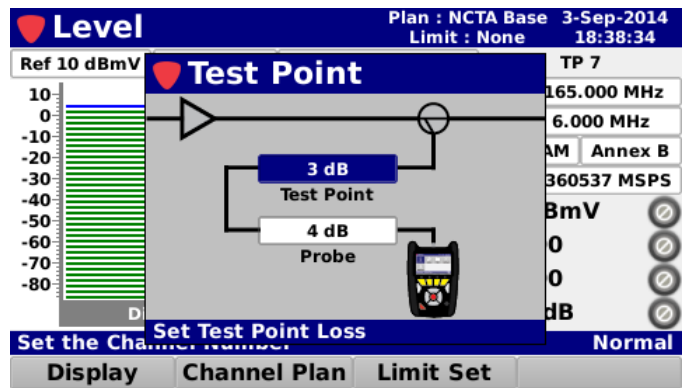 Level
Plan : NCTA Base 3-Sep-2014
Limit : None 18:38:34
Ref 10 dBmV
TP 7
Test Point
10
0
-10
-20
-30
-40
-50
-60
-70
-80
165.000 MHz
6.000 MHz
AM Annex B
360537 MSPS
BmV
0
0
dB
3 dB
Test Point
4 dB
Probe
Set Test Point Loss
Set the Channel Number
Normal
Display Channel Plan Limit Set